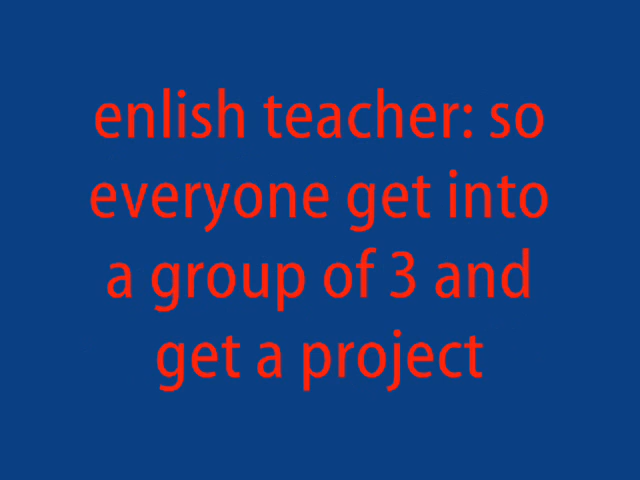 enlish teacher: so
everyone get into
a group of 3 and
get a project